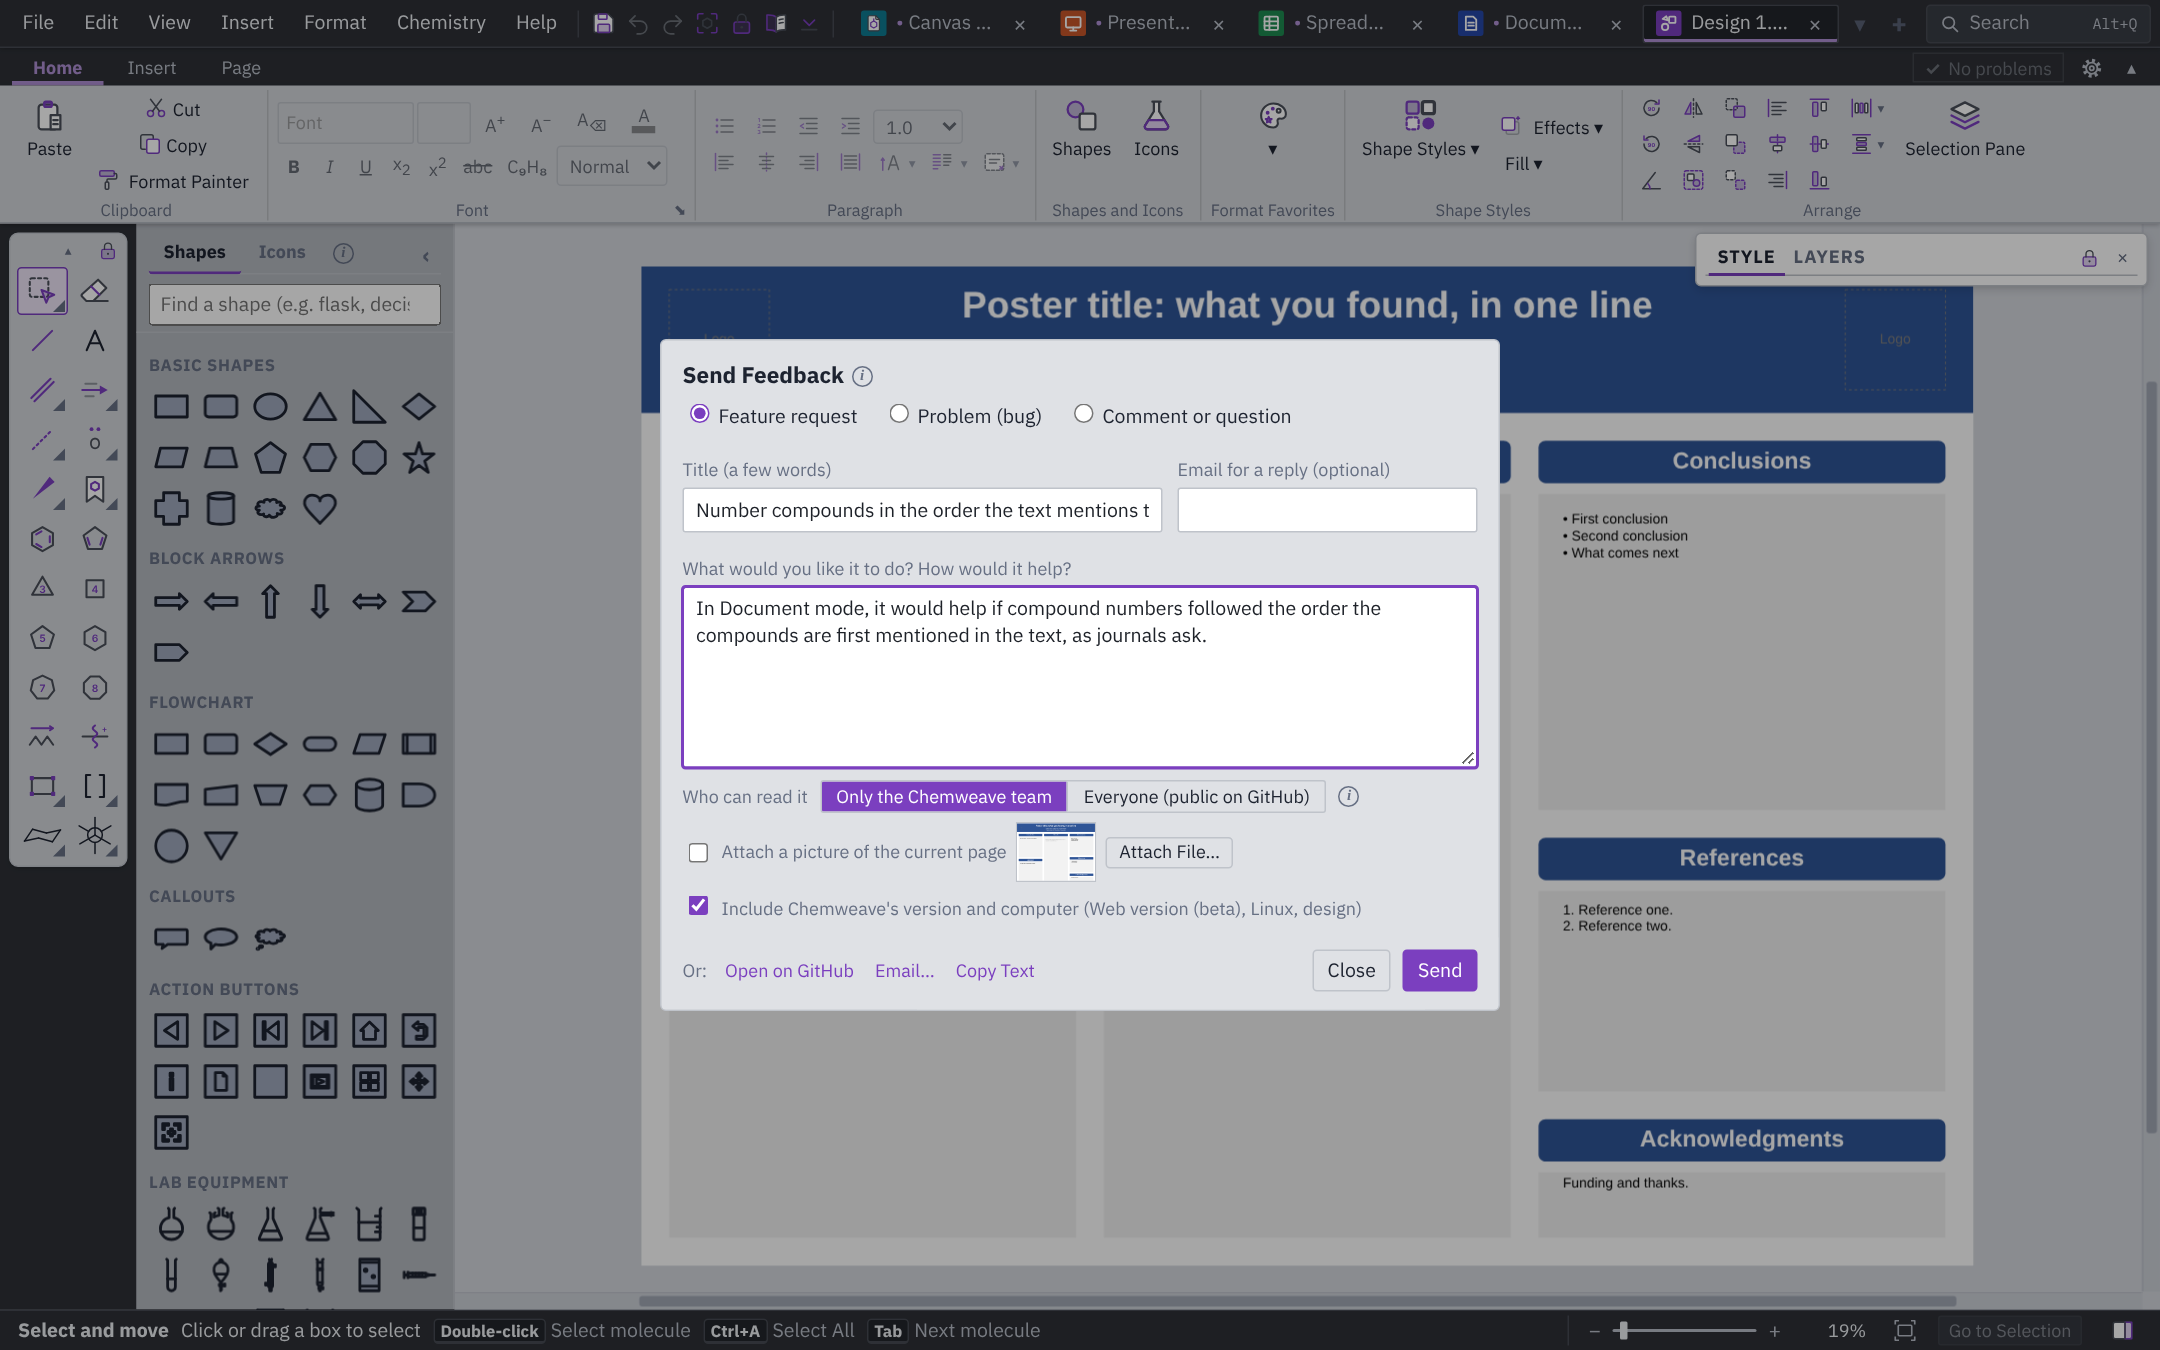 File Edit View Insert Format Chemistry Help
• Canvas ... × • Present... × • Spread... × • Docum... × Design 1.... × Search Alt+Q
Home Insert Page No problems
Paste Cut Copy Format Painter
Clipboard
Font
B I U x₂ x² abc C₉H₈ Normal
Font
1.0
Paragraph
Shapes Icons
Shapes and Icons
Format Favorites
Shape Styles ▾ Effects ▾ Fill ▾
Shape Styles
Selection Pane
Arrange
Shapes Icons
Find a shape (e.g. flask, deci
BASIC SHAPES
BLOCK ARROWS
FLOWCHART
CALLOUTS
ACTION BUTTONS
LAB EQUIPMENT
STYLE LAYERS
Poster title: what you found, in one line
Logo
Logo
Send Feedback
Feature request Problem (bug) Comment or question
Title (a few words) Email for a reply (optional)
Number compounds in the order the text mentions t
What would you like it to do? How would it help?
In Document mode, it would help if compound numbers followed the order the
compounds are first mentioned in the text, as journals ask.
Who can read it Only the Chemweave team Everyone (public on GitHub)
Attach a picture of the current page Attach File...
Include Chemweave's version and computer (Web version (beta), Linux, design)
Or: Open on GitHub Email... Copy Text Close Send
Conclusions
• First conclusion
• Second conclusion
• What comes next
References
1. Reference one.
2. Reference two.
Acknowledgments
Funding and thanks.
Select and move Click or drag a box to select Double-click Select molecule Ctrl+A Select All Tab Next molecule
19% Go to Selection